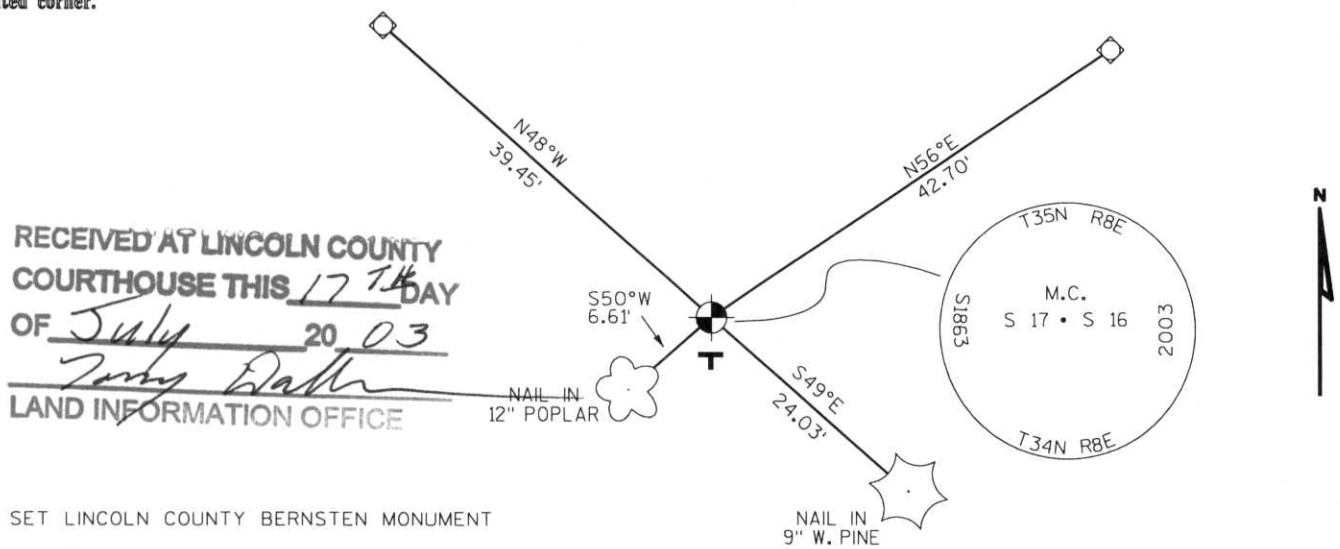 ted corner.
N48°W
39.45'
N56°E
42.70'
N
T35N R8E
M.C.
S 17 • S 16
S1863
2003
T34N R8E
RECEIVED AT LINCOLN COUNTY
COURTHOUSE THIS 17TH DAY
OF July 20 03
LAND INFORMATION OFFICE
S50°W
6.61'
T
S49°E
24.03'
NAIL IN
12" POPLAR
NAIL IN
9" W. PINE
SET LINCOLN COUNTY BERNSTEN MONUMENT